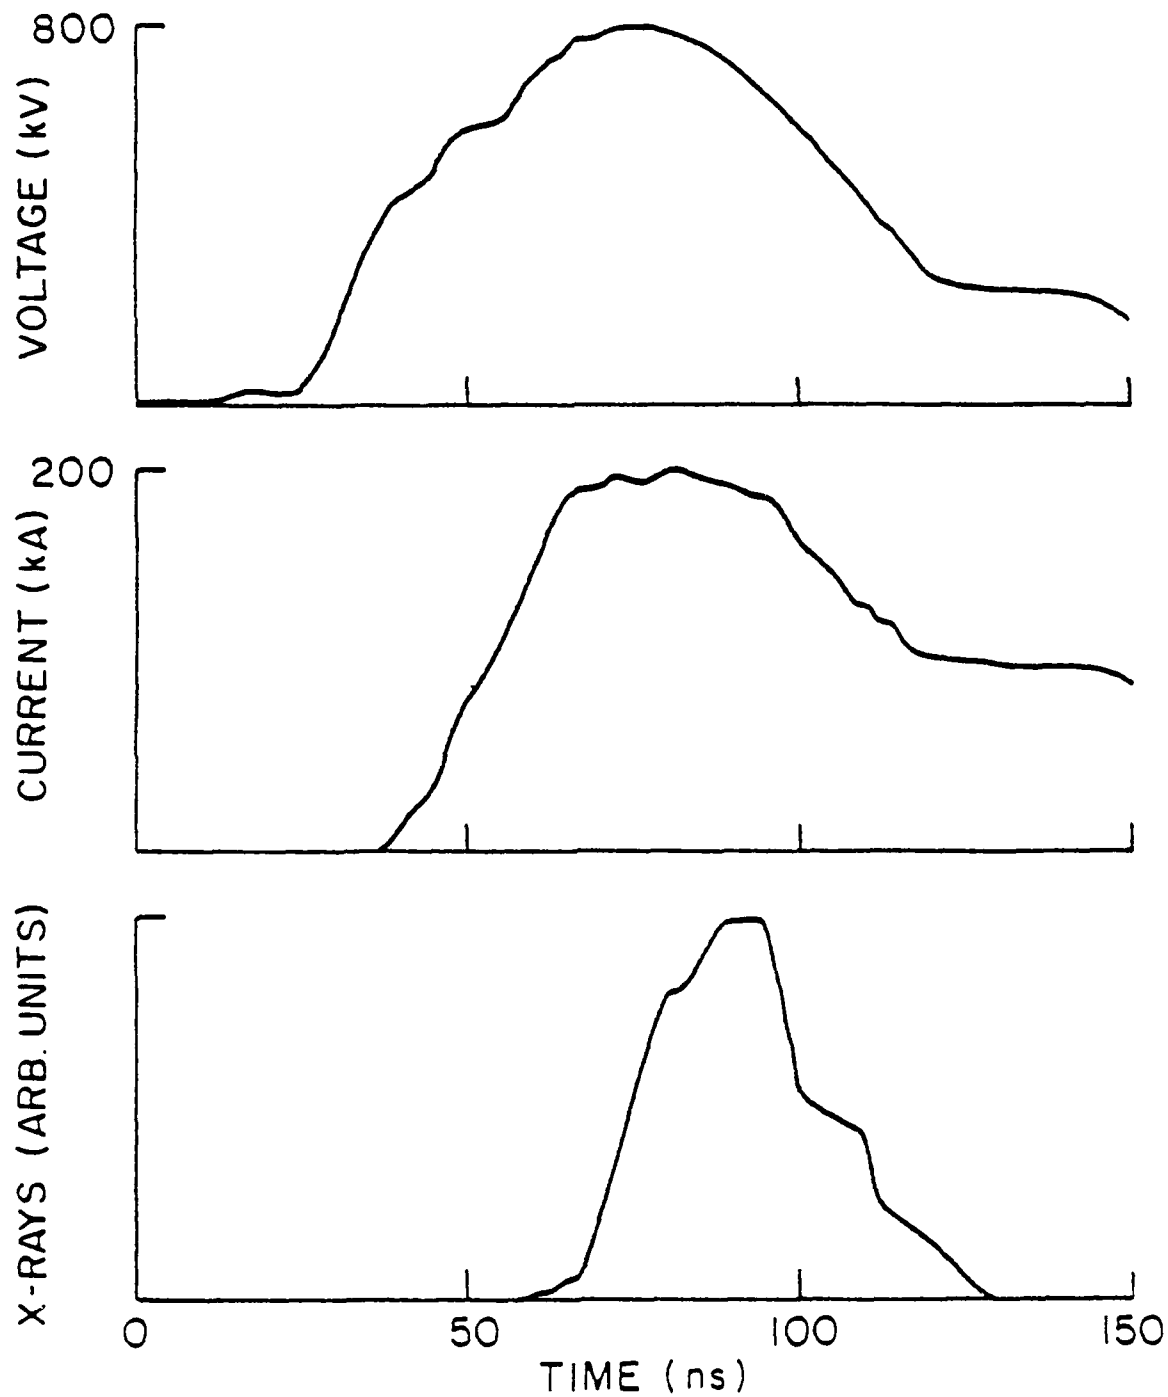 800
VOLTAGE (kV)
200
CURRENT (kA)
X-RAYS (ARB. UNITS)
0 50 100 150
TIME (ns)